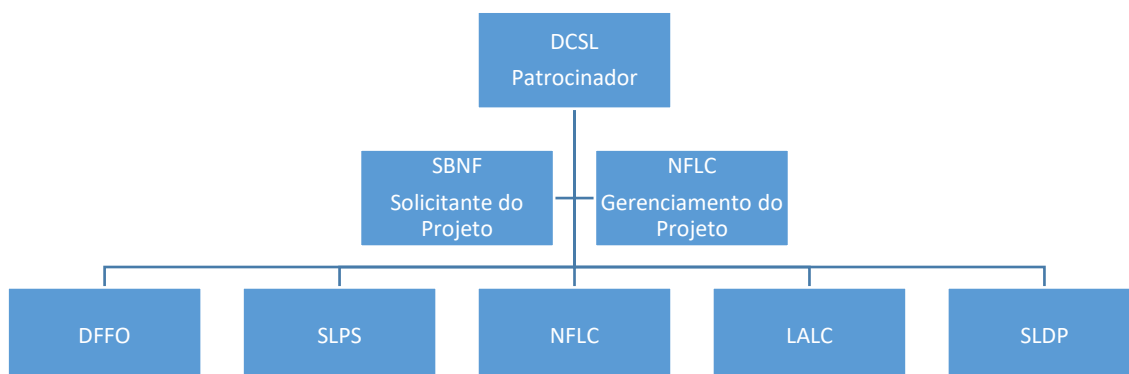 DCSL
Patrocinador
SBNF
Solicitante do
Projeto
NFLC
Gerenciamento do
Projeto
DFFO
SLPS
NFLC
LALC
SLDP